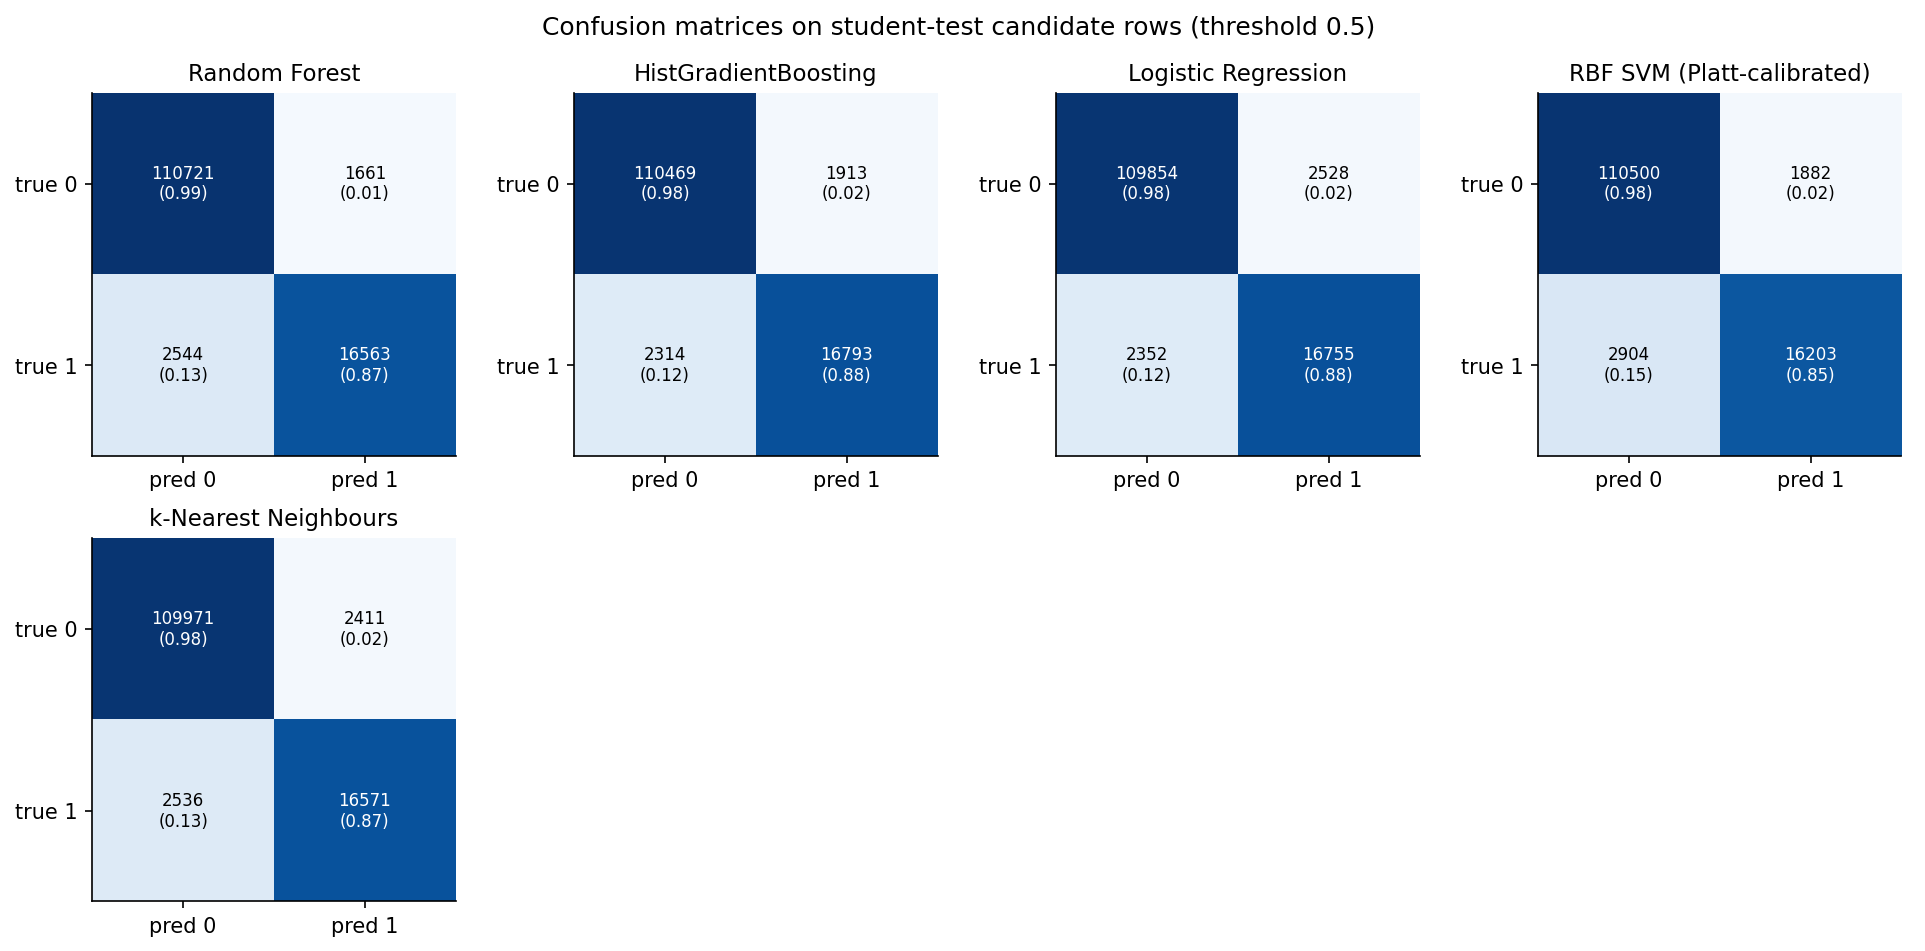 Confusion matrices on student-test candidate rows (threshold 0.5)
Random Forest
true 0
110721
(0.99)
1661
(0.01)
true 1
2544
(0.13)
16563
(0.87)
pred 0
pred 1
HistGradientBoosting
true 0
110469
(0.98)
1913
(0.02)
true 1
2314
(0.12)
16793
(0.88)
pred 0
pred 1
Logistic Regression
true 0
109854
(0.98)
2528
(0.02)
true 1
2352
(0.12)
16755
(0.88)
pred 0
pred 1
RBF SVM (Platt-calibrated)
true 0
110500
(0.98)
1882
(0.02)
true 1
2904
(0.15)
16203
(0.85)
pred 0
pred 1
k-Nearest Neighbours
true 0
109971
(0.98)
2411
(0.02)
true 1
2536
(0.13)
16571
(0.87)
pred 0
pred 1